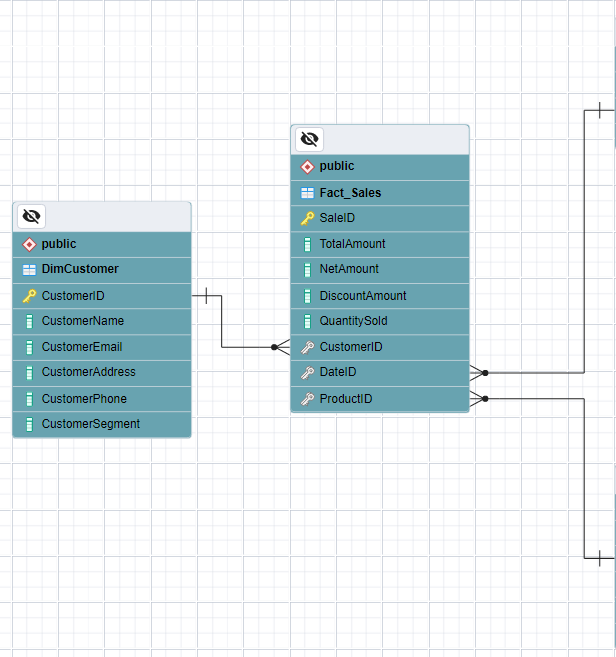 public
DimCustomer
CustomerID
CustomerName
CustomerEmail
CustomerAddress
CustomerPhone
CustomerSegment
public
Fact_Sales
SaleID
TotalAmount
NetAmount
DiscountAmount
QuantitySold
CustomerID
DateID
ProductID